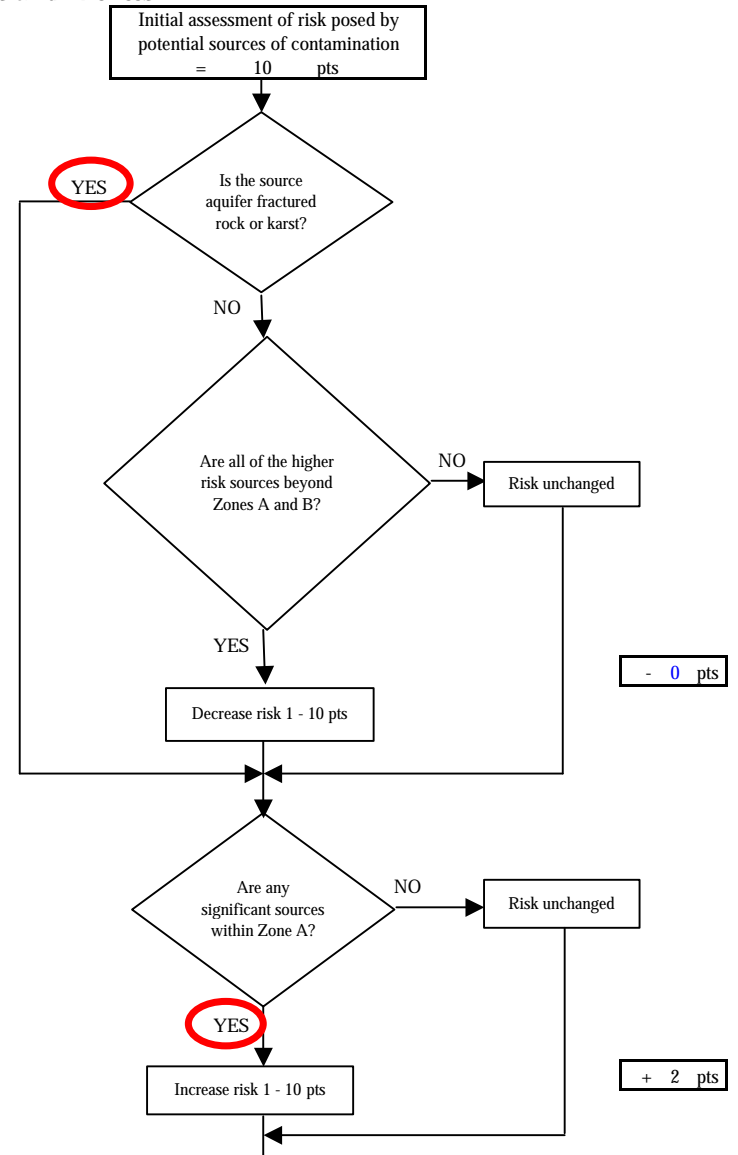 Initial assessment of risk posed by
potential sources of contamination
= 10 pts
YES
Is the source
aquifer fractured
rock or karst?
NO
Are all of the higher
risk sources beyond
Zones A and B?
NO
Risk unchanged
YES
- 0 pts
Decrease risk 1 - 10 pts
Are any
significant sources
within Zone A?
NO
Risk unchanged
YES
+ 2 pts
Increase risk 1 - 10 pts